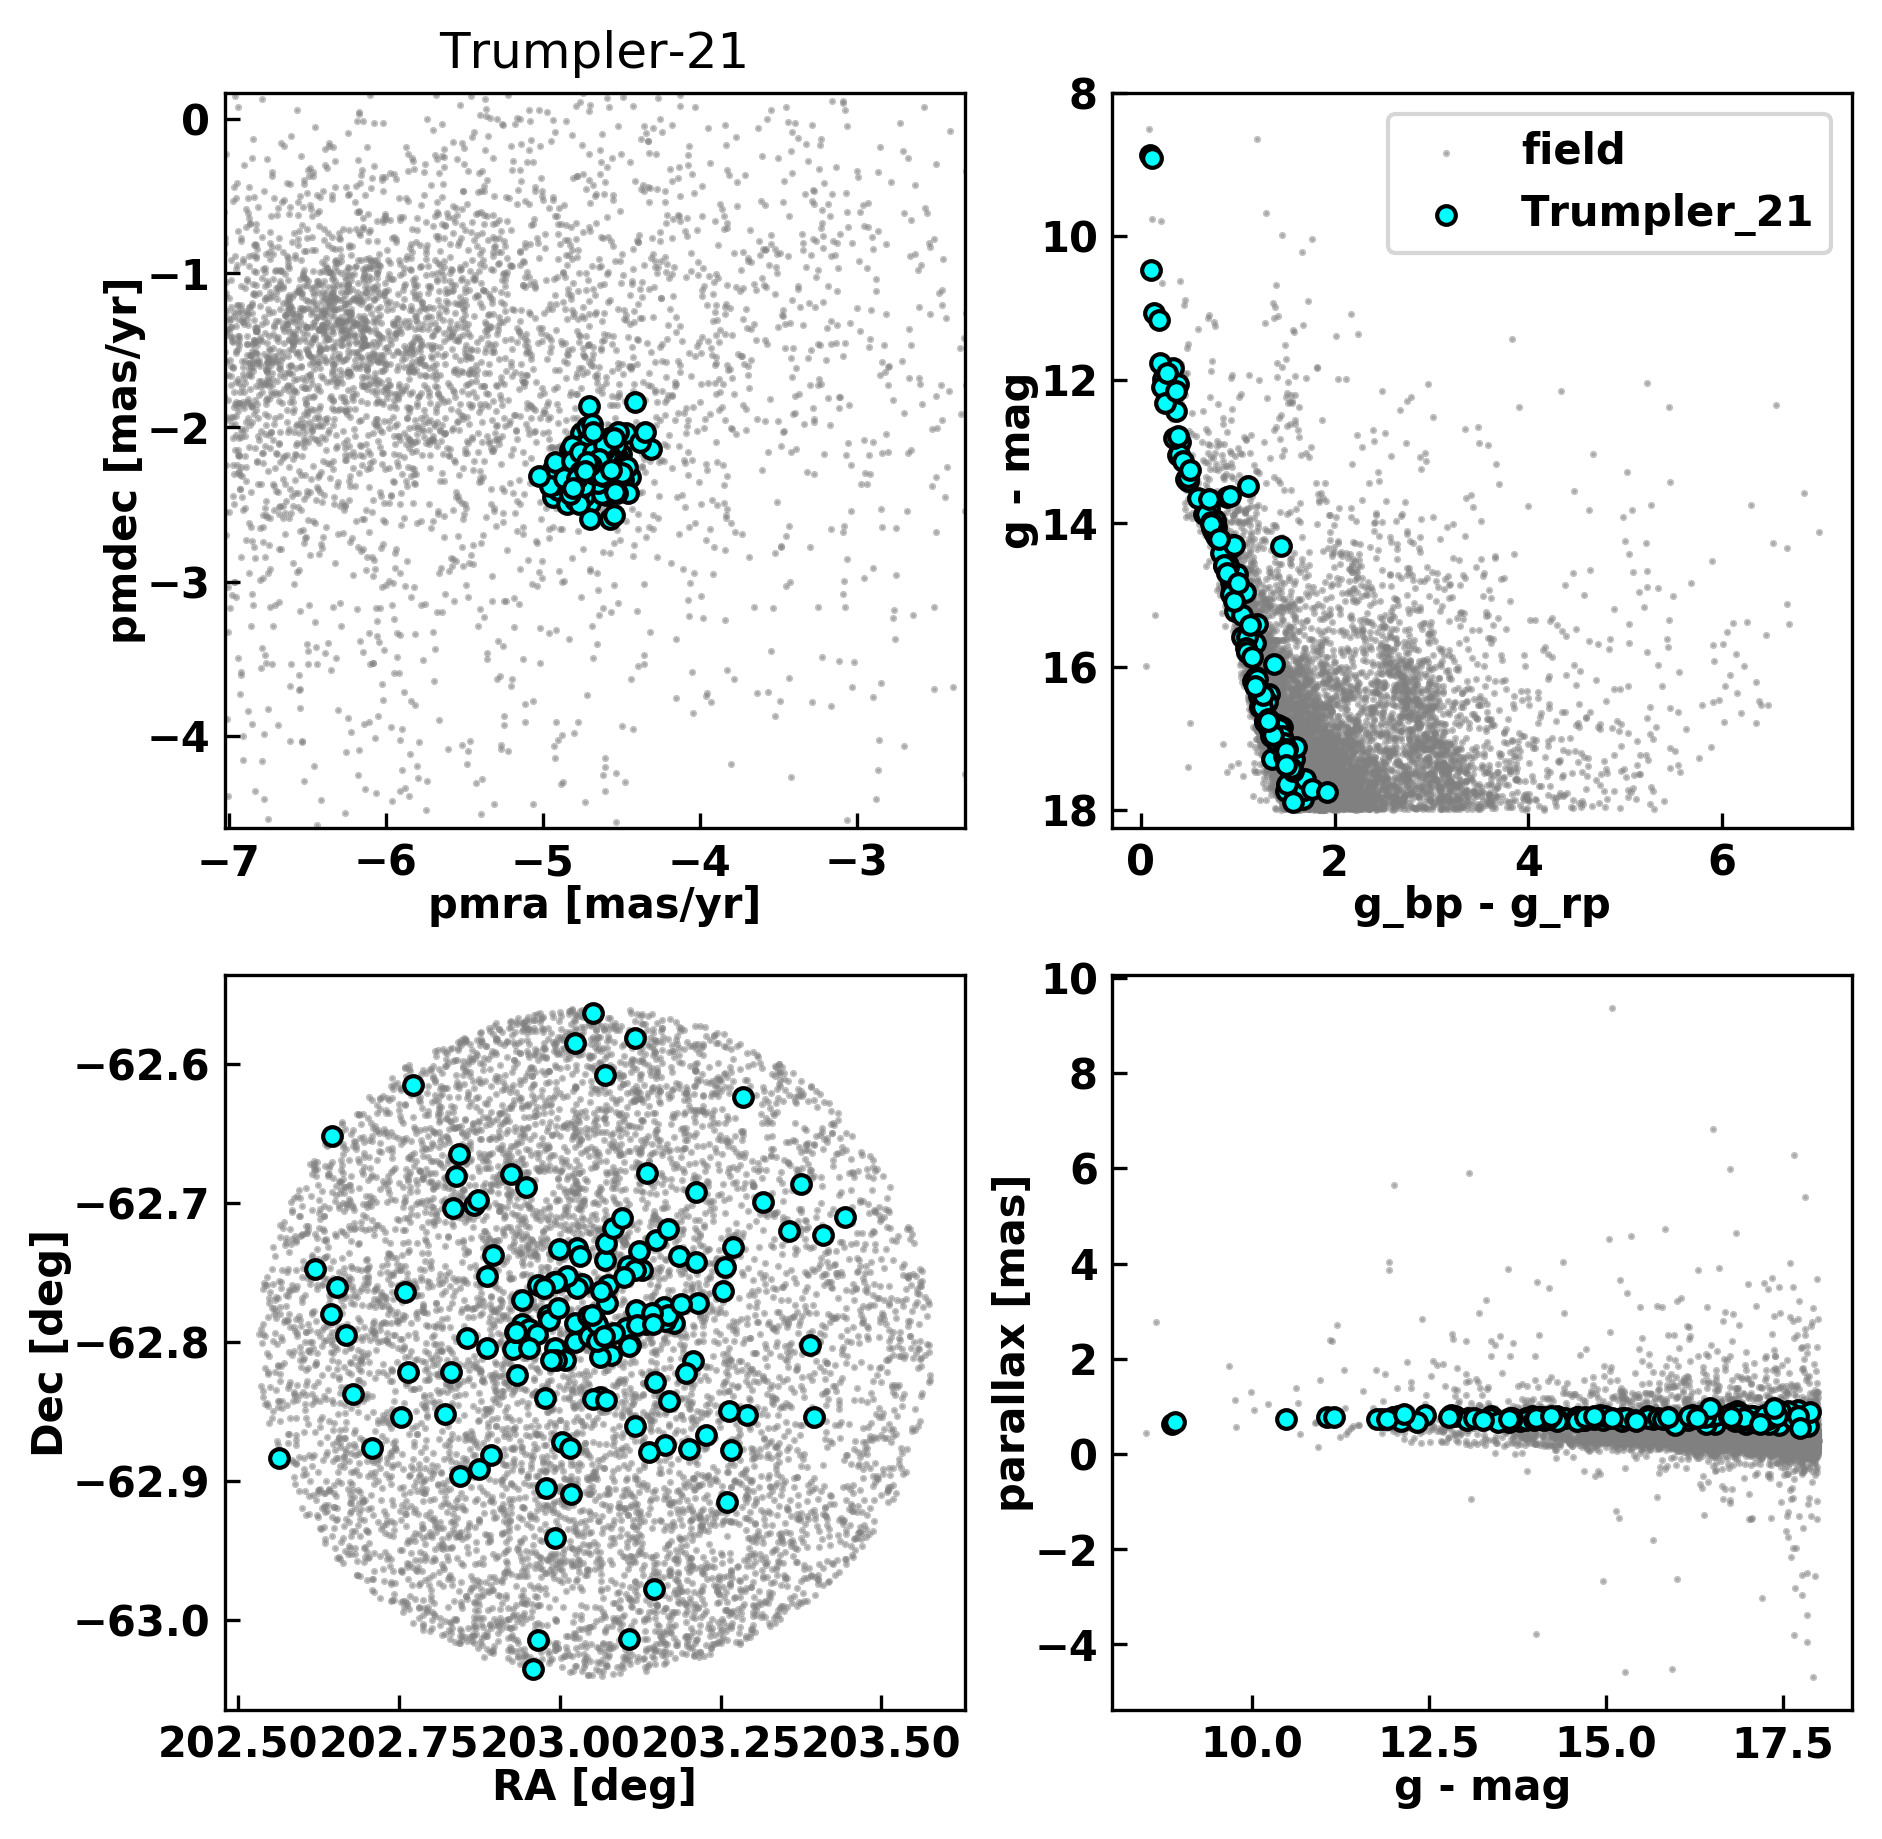 Trumpler-21
0
−1
−2
−3
−4
pmdec [mas/yr]
−7 −6 −5 −4 −3
pmra [mas/yr]
8
10
12
14
16
18
g - mag
field
Trumpler_21
0 2 4 6
g_bp - g_rp
−62.6
−62.7
−62.8
−62.9
−63.0
Dec [deg]
202.50 202.75 203.00 203.25 203.50
RA [deg]
10
8
6
4
2
0
−2
−4
parallax [mas]
10.0 12.5 15.0 17.5
g - mag